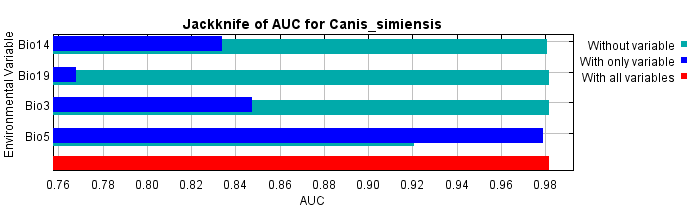 Jackknife of AUC for Canis_simiensis
Environmental Variable
Bio14
Bio19
Bio3
Bio5
0.76 0.78 0.80 0.82 0.84 0.86 0.88 0.90 0.92 0.94 0.96 0.98
AUC
Without variable
With only variable
With all variables